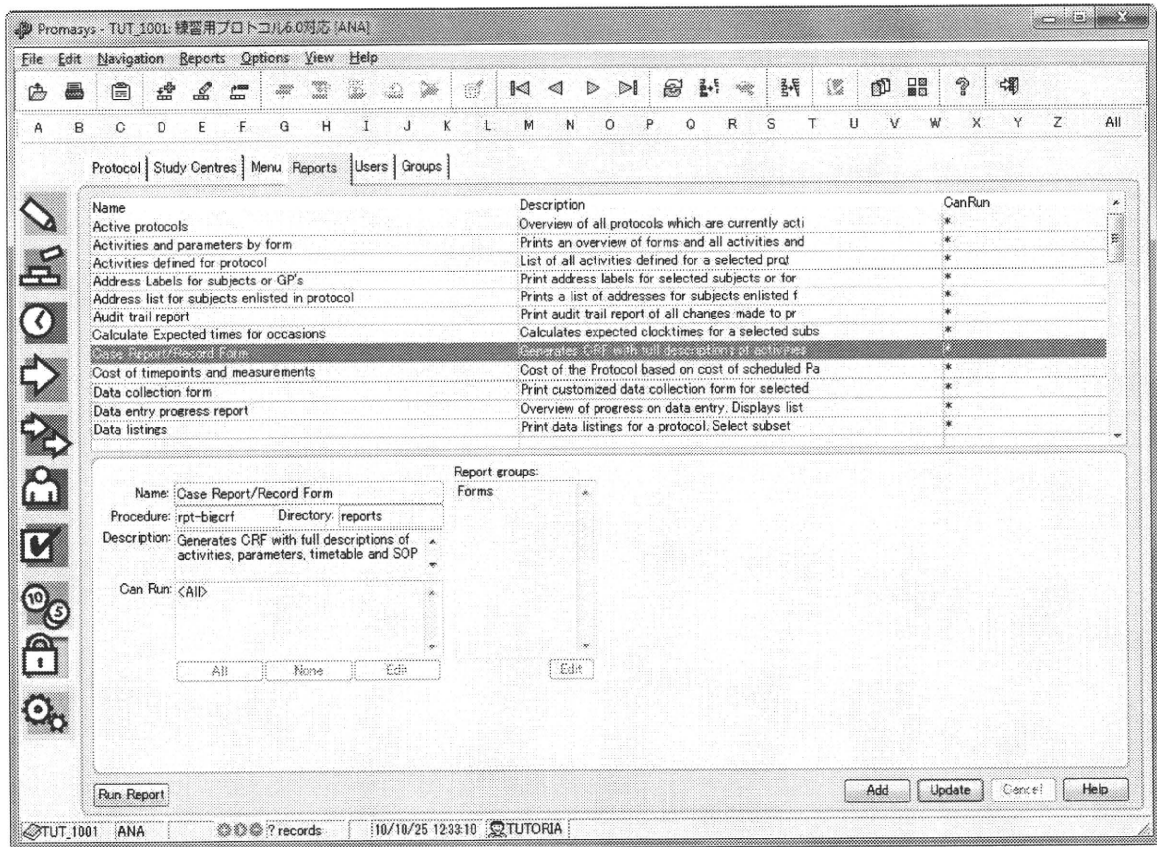 Promasys - TUT_1001: 練習用プロトコル6.0対応 [ANA]
File Edit Navigation Reports Options View Help
A B C D E F G H I J K L M N O P Q R S T U V W X Y Z All
Protocol Study Centres Menu Reports Users Groups
Name Description CanRun
Active protocols Overview of all protocols which are currently acti *
Activities and parameters by form Prints an overview of forms and all activities and *
Activities defined for protocol List of all activities defined for a selected prot *
Address Labels for subjects or GP's Print address labels for selected subjects or for *
Address list for subjects enlisted in protocol Prints a list of addresses for subjects enlisted f *
Audit trail report Print audit trail report of all changes made to pr *
Calculate Expected times for occasions Calculates expected clocktimes for a selected subs *
Case Report/Record Form Generates CRF with full descriptions of activities *
Cost of timepoints and measurements Cost of the Protocol based on cost of scheduled Pa *
Data collection form Print customized data collection form for selected *
Data entry progress report Overview of progress on data entry. Displays list *
Data listings Print data listings for a protocol. Select subset *
Report groups:
Name: Case Report/Record Form Forms
Procedure: rpt-bigcrf Directory: reports
Description: Generates CRF with full descriptions of
activities, parameters, timetable and SOP
Can Run: <All>
10 5
All None Edit Edit
Run Report Add Update Cancel Help
TUT_1001 ANA ? records 10/10/25 12:33:10 TUTORIA